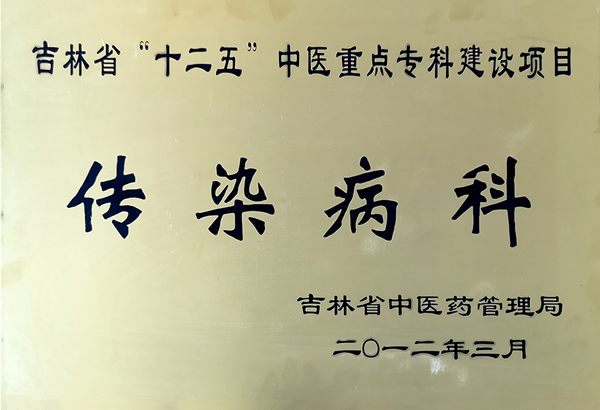 吉林省“十二五”中医重点专科建设项目
传染病科
吉林省中医药管理局
二〇一二年三月